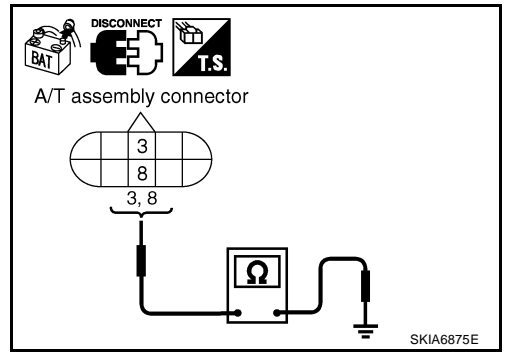 DISCONNECT
BAT
T.S.
A/T assembly connector
3
8
3, 8
Ω
SKIA6875E